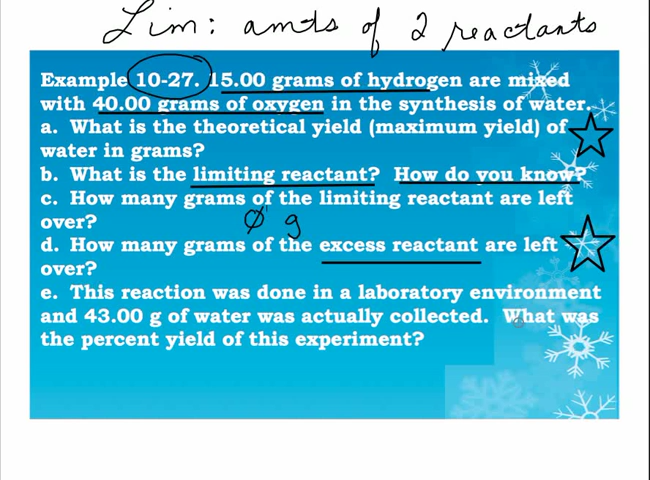 Lim: amts of 2 reactants
Example 10-27. 15.00 grams of hydrogen are mixed
with 40.00 grams of oxygen in the synthesis of water.
a. What is the theoretical yield (maximum yield) of
water in grams?
b. What is the limiting reactant? How do you know?
c. How many grams of the limiting reactant are left
over?
0 g
d. How many grams of the excess reactant are left
over?
e. This reaction was done in a laboratory environment
and 43.00 g of water was actually collected. What was
the percent yield of this experiment?